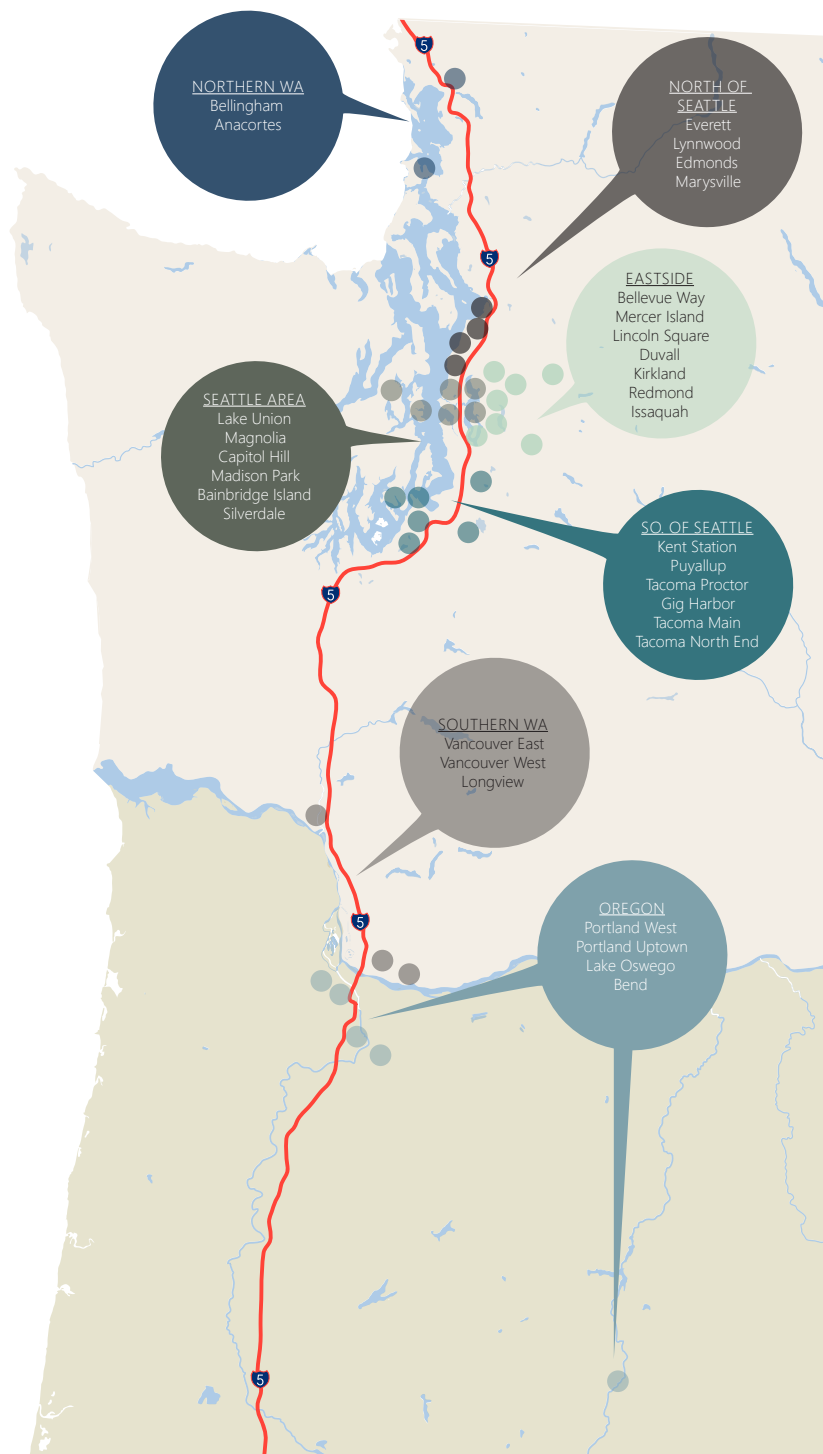 5
NORTHERN WA
Bellingham
Anacortes
NORTH OF
SEATTLE
Everett
Lynnwood
Edmonds
Marysville
5
EASTSIDE
Bellevue Way
Mercer Island
Lincoln Square
Duvall
Kirkland
Redmond
Issaquah
SEATTLE AREA
Lake Union
Magnolia
Capitol Hill
Madison Park
Bainbridge Island
Silverdale
SO. OF SEATTLE
Kent Station
Puyallup
Tacoma Proctor
Gig Harbor
Tacoma Main
Tacoma North End
5
SOUTHERN WA
Vancouver East
Vancouver West
Longview
5
OREGON
Portland West
Portland Uptown
Lake Oswego
Bend
5